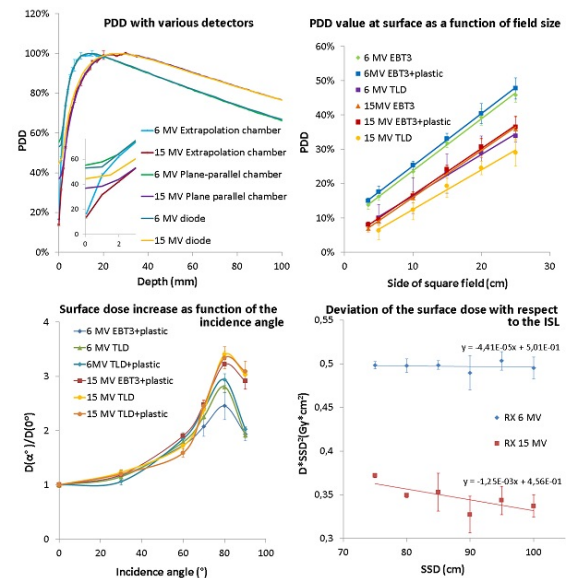 PDD with various detectors
120%
100%
80%
60%
40%
20%
0%
PDD
60
40
20
0
0
2
6 MV Extrapolation chamber
15 MV Extrapolation chamber
6 MV Plane-parallel chamber
15 MV Plane parallel chamber
6 MV diode
15 MV diode
0
20
40
60
80
100
Depth (mm)
PDD value at surface as a function of field size
60%
50%
40%
30%
20%
10%
0%
PDD
6 MV EBT3
6MV EBT3+plastic
6 MV TLD
15MV EBT3
15 MV EBT3+plastic
15 MV TLD
0
10
20
30
Side of square field (cm)
Surface dose increase as function of the
incidence angle
4
3
2
1
0
D(α°)/D(0°)
6 MV EBT3+plastic
6 MV TLD
6MV TLD+plastic
15 MV EBT3+plastic
15 MV TLD
15 MV TLD+plastic
0
20
40
60
80
100
Incidence angle (°)
Deviation of the surface dose with respect
to the ISL
0,55
0,5
0,45
0,4
0,35
0,3
D*SSD²(Gy*cm²)
y = -4,41E-05x + 5,01E-01
RX 6 MV
RX 15 MV
y = -1,25E-03x + 4,56E-01
70
80
90
100
SSD (cm)